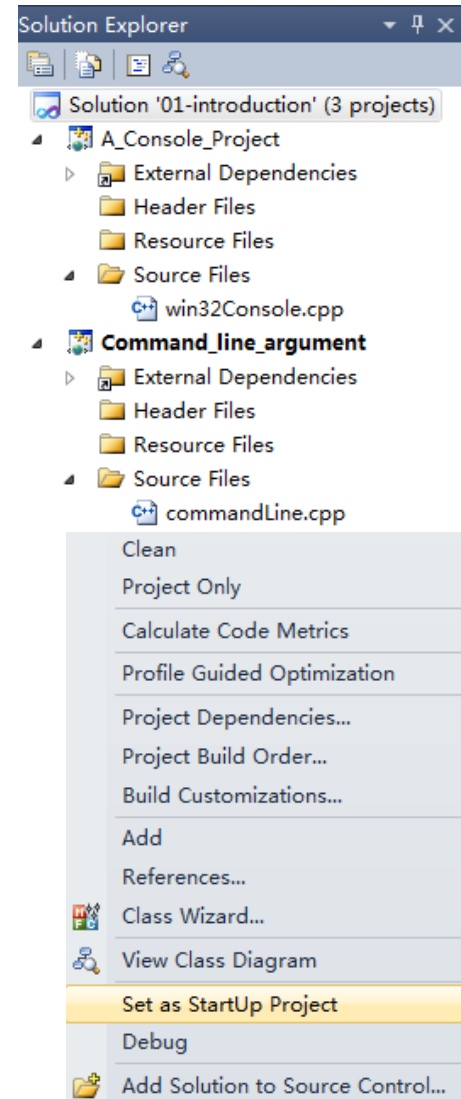 Solution Explorer
Solution '01-introduction' (3 projects)
A_Console_Project
External Dependencies
Header Files
Resource Files
Source Files
win32Console.cpp
Command_line_argument
External Dependencies
Header Files
Resource Files
Source Files
commandLine.cpp
Clean
Project Only
Calculate Code Metrics
Profile Guided Optimization
Project Dependencies...
Project Build Order...
Build Customizations...
Add
References...
Class Wizard...
View Class Diagram
Set as StartUp Project
Debug
Add Solution to Source Control...